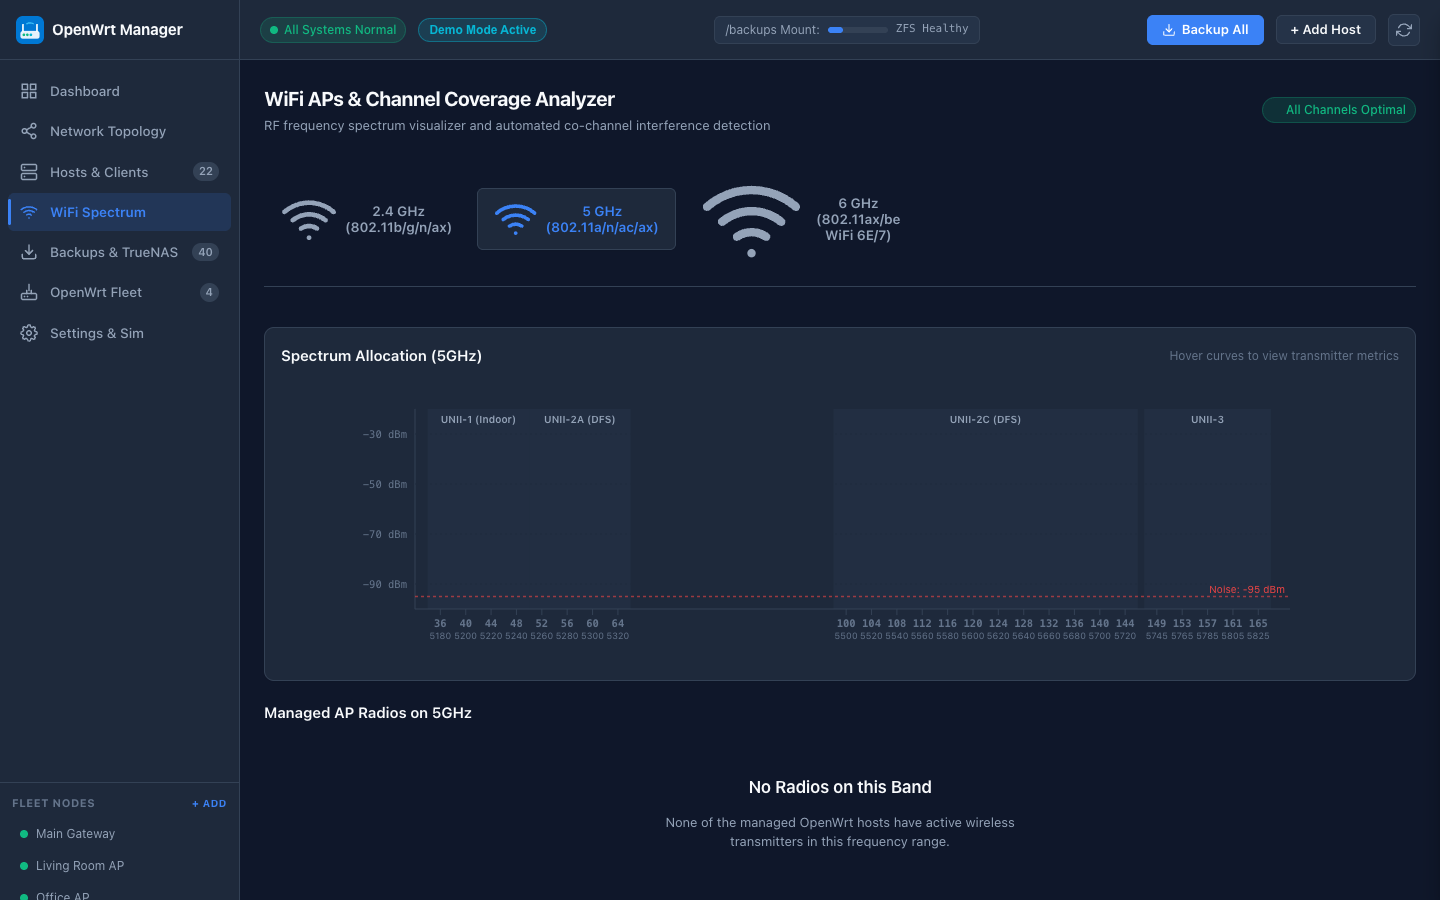 OpenWrt Manager
All Systems Normal
Demo Mode Active
/backups Mount:
ZFS Healthy
Backup All
+ Add Host
Dashboard
Network Topology
Hosts & Clients
22
WiFi Spectrum
Backups & TrueNAS
40
OpenWrt Fleet
4
Settings & Sim
FLEET NODES
+ ADD
Main Gateway
Living Room AP
Office AP
WiFi APs & Channel Coverage Analyzer
RF frequency spectrum visualizer and automated co-channel interference detection
All Channels Optimal
2.4 GHz
(802.11b/g/n/ax)
5 GHz
(802.11a/n/ac/ax)
6 GHz
(802.11ax/be
WiFi 6E/7)
Spectrum Allocation (5GHz)
Hover curves to view transmitter metrics
UNII-1 (Indoor)
UNII-2A (DFS)
UNII-2C (DFS)
UNII-3
-30 dBm
-50 dBm
-70 dBm
-90 dBm
Noise: -95 dBm
36 40 44 48 52 56 60 64 100 104 108 112 116 120 124 128 132 136 140 144 149 153 157 161 165
5180 5200 5220 5240 5260 5280 5300 5320 5500 5520 5540 5560 5580 5600 5620 5640 5660 5680 5700 5720 5745 5765 5785 5805 5825
Managed AP Radios on 5GHz
No Radios on this Band
None of the managed OpenWrt hosts have active wireless
transmitters in this frequency range.